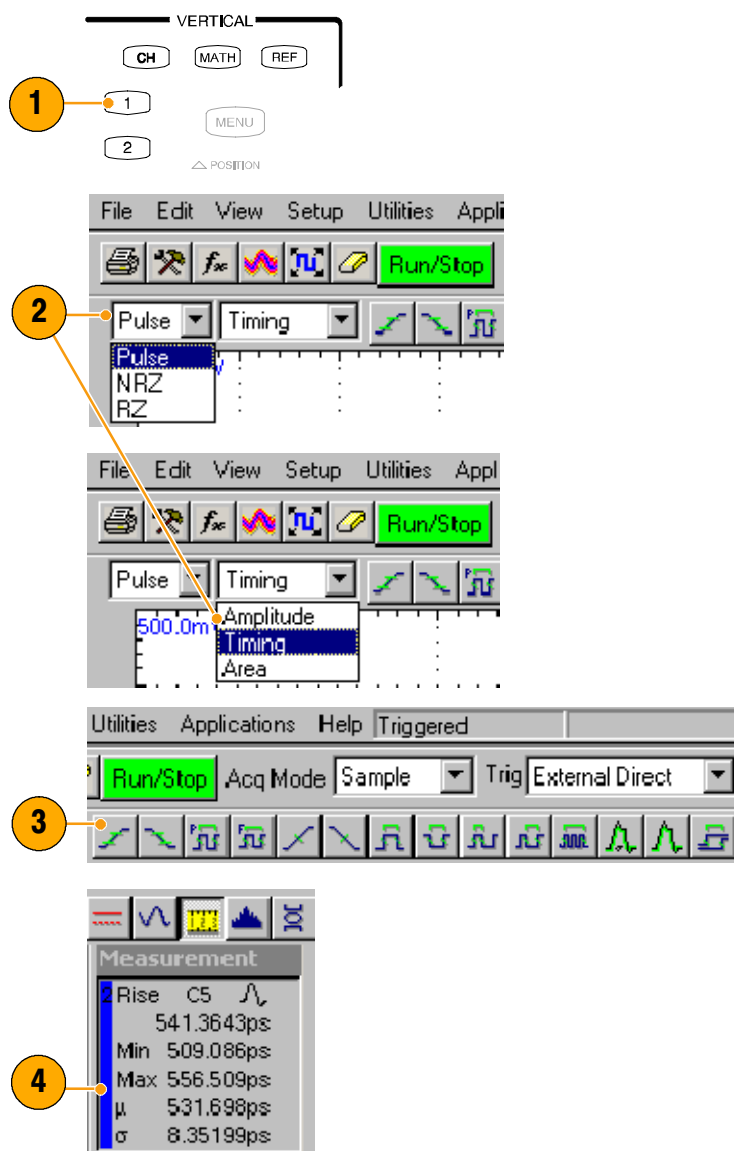 VERTICAL
CH MATH REF
1
1
MENU
2
△ POSITION
File Edit View Setup Utilities Appli
Run/Stop
2
Pulse Timing
Pulse
NRZ
RZ
File Edit View Setup Utilities Appl
Run/Stop
Pulse Timing
500.0m
Amplitude
Timing
Area
Utilities Applications Help Triggered
Run/Stop Acq Mode Sample Trig External Direct
3
Measurement
2 Rise C5
541.3643ps
Min 509.086ps
4
Max 556.509ps
μ 531.698ps
σ 8.35199ps